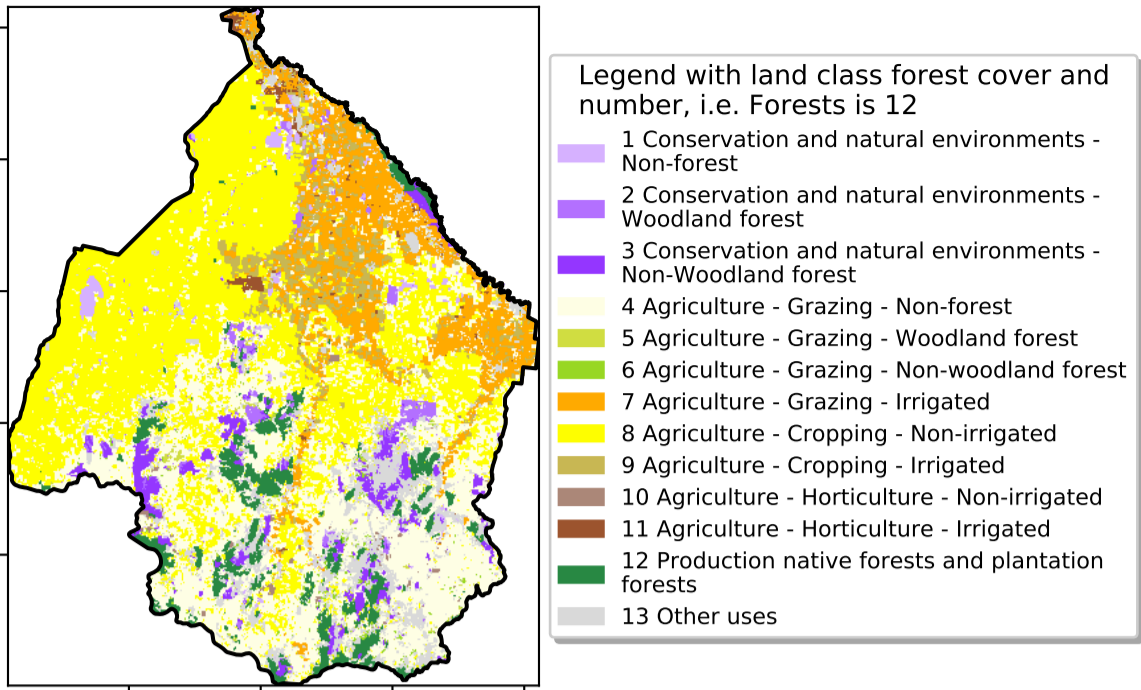 Legend with land class forest cover and
number, i.e. Forests is 12
1 Conservation and natural environments -
Non-forest
2 Conservation and natural environments -
Woodland forest
3 Conservation and natural environments -
Non-Woodland forest
4 Agriculture - Grazing - Non-forest
5 Agriculture - Grazing - Woodland forest
6 Agriculture - Grazing - Non-woodland forest
7 Agriculture - Grazing - Irrigated
8 Agriculture - Cropping - Non-irrigated
9 Agriculture - Cropping - Irrigated
10 Agriculture - Horticulture - Non-irrigated
11 Agriculture - Horticulture - Irrigated
12 Production native forests and plantation
forests
13 Other uses